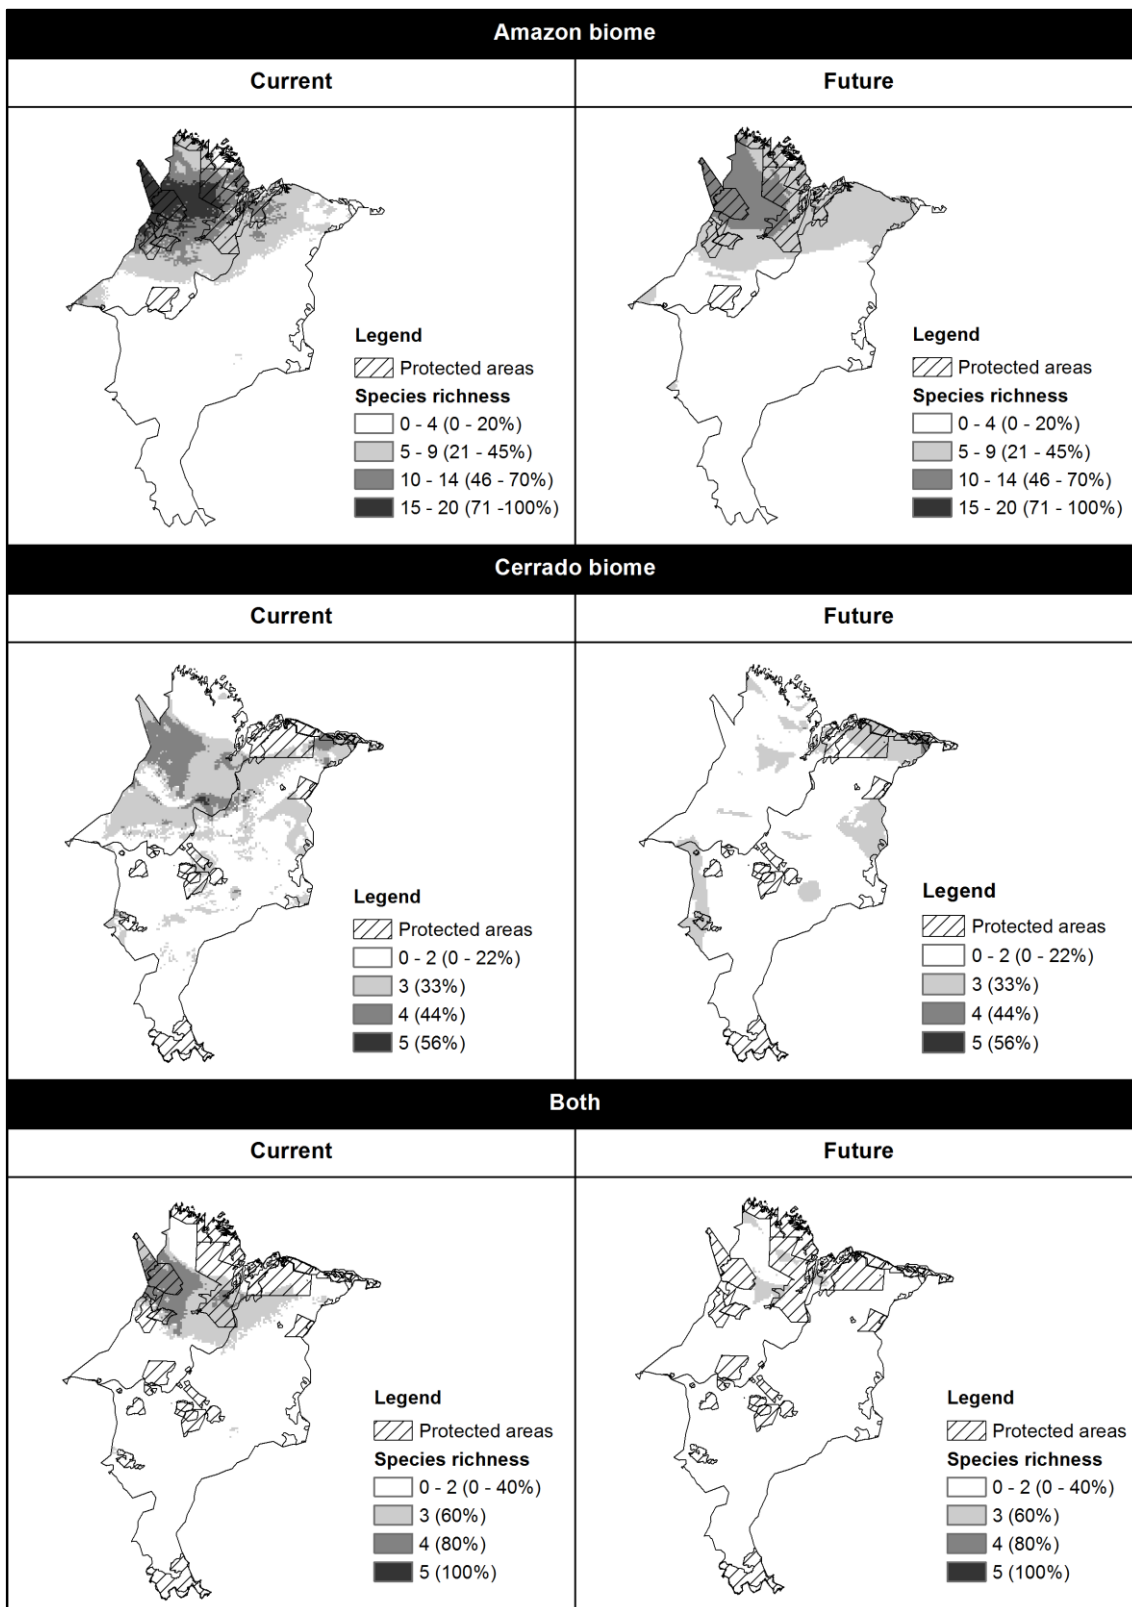 Amazon biome
Current
Future
Legend
Protected areas
Species richness
0 - 4 (0 - 20%)
5 - 9 (21 - 45%)
10 - 14 (46 - 70%)
15 - 20 (71 -100%)
Legend
Protected areas
Species richness
0 - 4 (0 - 20%)
5 - 9 (21 - 45%)
10 - 14 (46 - 70%)
15 - 20 (71 - 100%)
Cerrado biome
Current
Future
Legend
Protected areas
0 - 2 (0 - 22%)
3 (33%)
4 (44%)
5 (56%)
Legend
Protected areas
0 - 2 (0 - 22%)
3 (33%)
4 (44%)
5 (56%)
Both
Current
Future
Legend
Protected areas
Species richness
0 - 2 (0 - 40%)
3 (60%)
4 (80%)
5 (100%)
Legend
Protected areas
Species richness
0 - 2 (0 - 40%)
3 (60%)
4 (80%)
5 (100%)